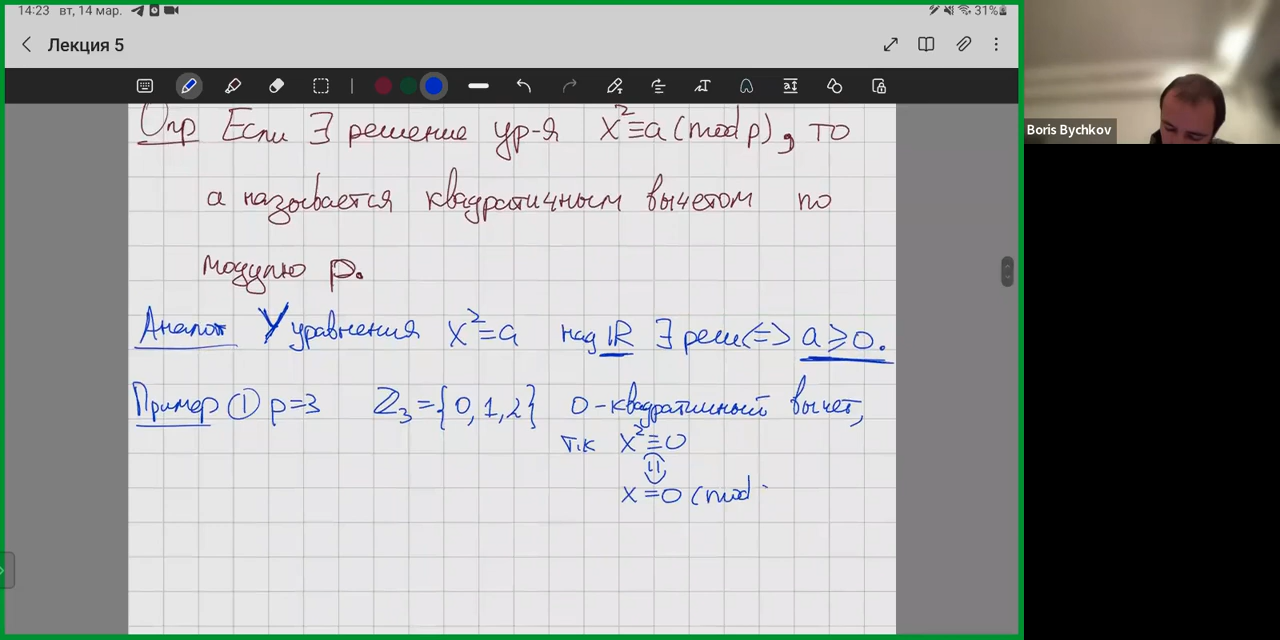 14:23 вт, 14 мар.
31%
Лекция 5
Boris Bychkov
Опр Если ∃ решение ур-я x²≡a (mod p), то
a называется квадратичным вычетом по
модулю p.
Аналог У уравнения x²=a над ℝ ∃ реш <=> a⩾0.
Пример ① p=3 ℤ₃={0,1,2} 0-квадратичный вычет,
т.к x²≡0
⇕
x≡0 (mod